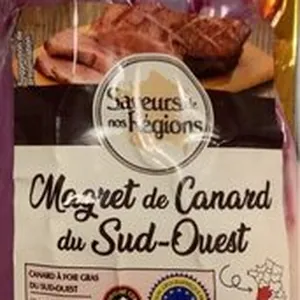 Saveurs de
nos Régions
Magret de Canard
du Sud-Ouest
CANARD À FOIE GRAS
DU SUD-OUEST